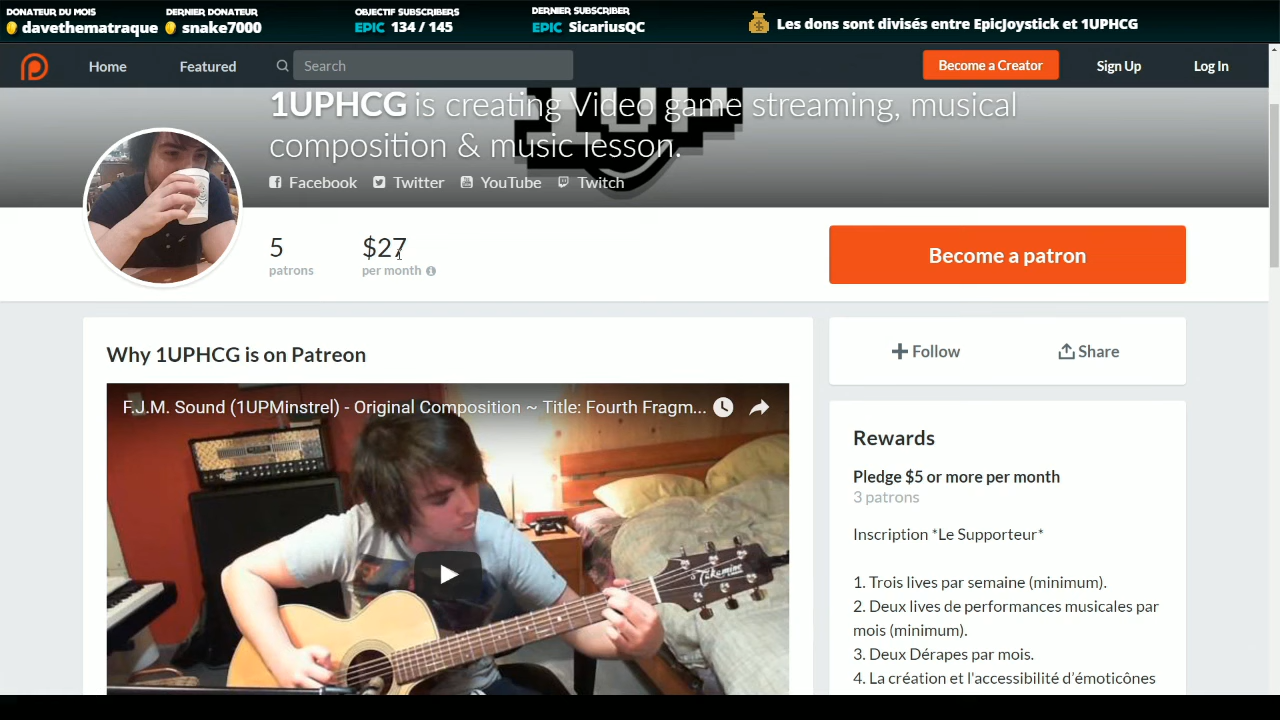 DONATEUR DU MOIS
davethematraque
DERNIER DONATEUR
snake7000
OBJECTIF SUBSCRIBERS
EPIC 134 / 145
DERNIER SUBSCRIBER
EPIC SicariusQC
Les dons sont divisés entre EpicJoystick et 1UPHCG
Home Featured Search Become a Creator Sign Up Log In
1UPHCG is creating Video game streaming, musical
composition & music lesson.
Facebook Twitter YouTube Twitch
5
patrons
$27
per month
Become a patron
Why 1UPHCG is on Patreon
F.J.M. Sound (1UPMinstrel) - Original Composition ~ Title: Fourth Fragm...
Takamine
Follow Share
Rewards
Pledge $5 or more per month
3 patrons
Inscription *Le Supporteur*
1. Trois lives par semaine (minimum).
2. Deux lives de performances musicales par
mois (minimum).
3. Deux Dérapes par mois.
4. La création et l'accessibilité d'émoticônes